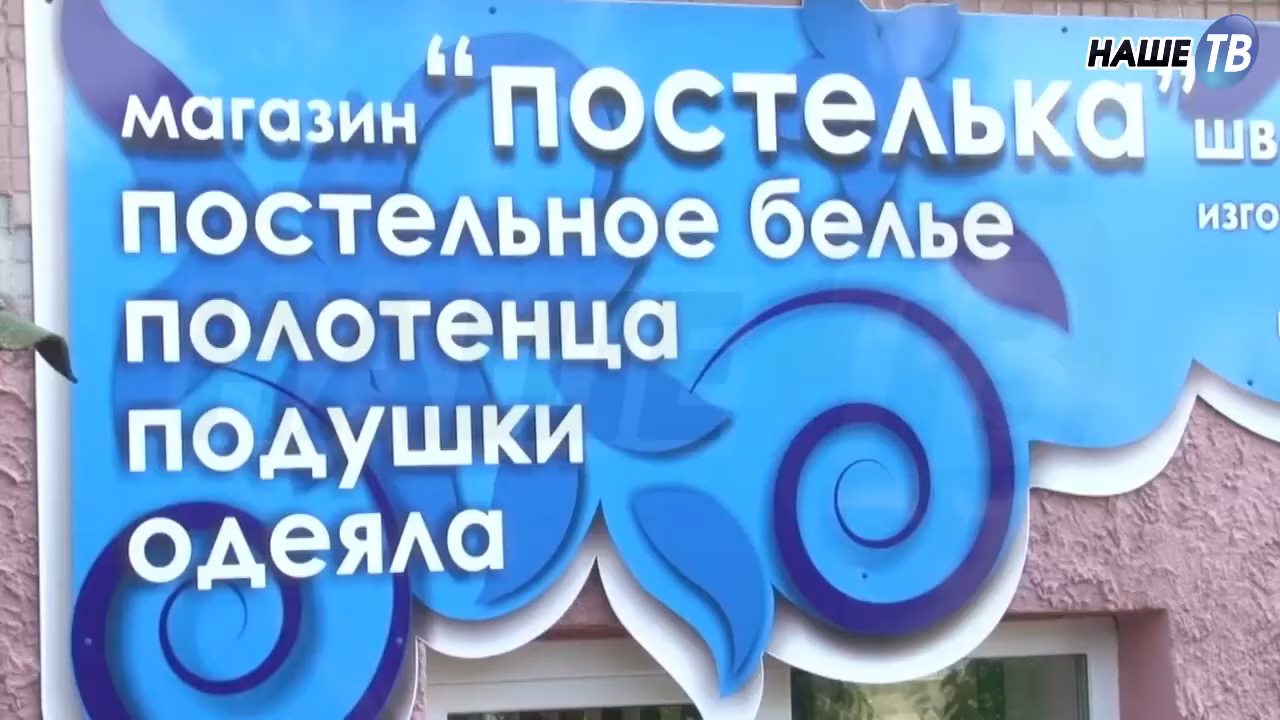 НАШЕ ТВ
магазин “постелька”
постельное белье
полотенца
подушки
одеяла